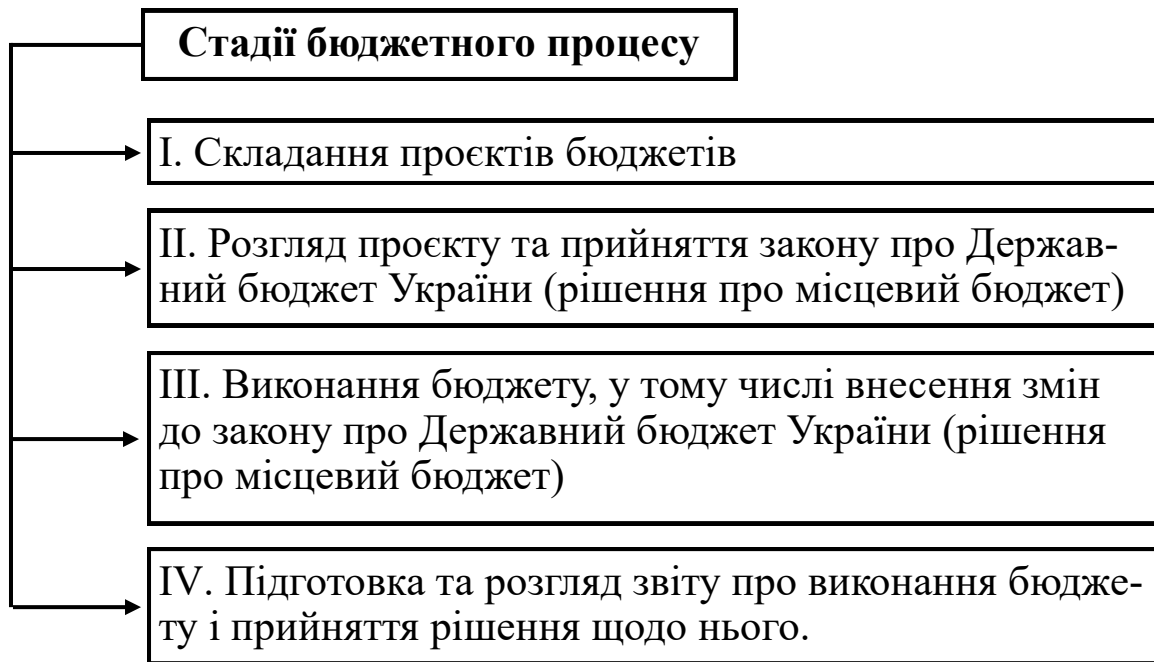 Стадії бюджетного процесу
I. Складання проєктів бюджетів
II. Розгляд проєкту та прийняття закону про Держав-
ний бюджет України (рішення про місцевий бюджет)
III. Виконання бюджету, у тому числі внесення змін
до закону про Державний бюджет України (рішення
про місцевий бюджет)
IV. Підготовка та розгляд звіту про виконання бюдже-
ту і прийняття рішення щодо нього.